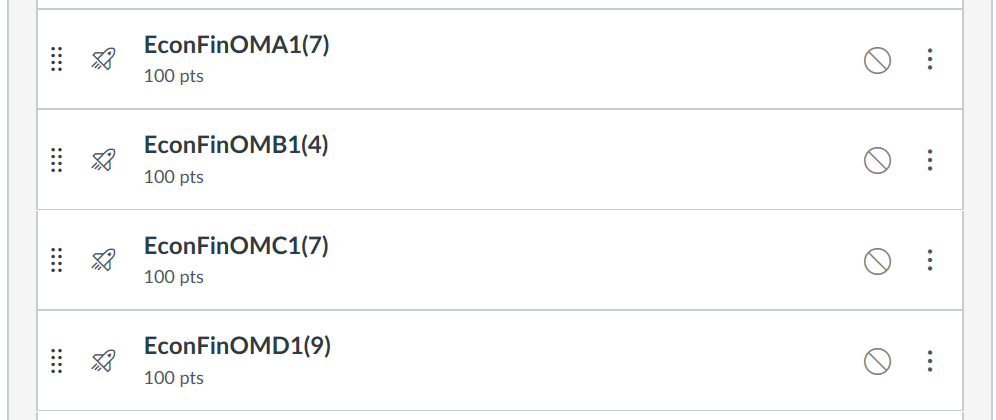 EconFinOMA1(7)
100 pts
EconFinOMB1(4)
100 pts
EconFinOMC1(7)
100 pts
EconFinOMD1(9)
100 pts